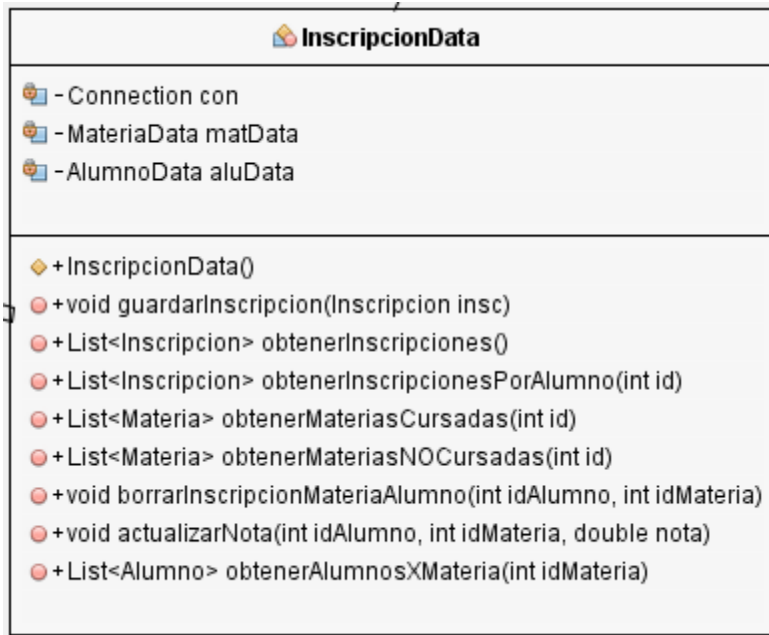 InscripcionData
-Connection con
-MateriaData matData
-AlumnoData aluData
+InscripcionData()
+void guardarInscripcion(Inscripcion insc)
+List<Inscripcion> obtenerInscripciones()
+List<Inscripcion> obtenerInscripcionesPorAlumno(int id)
+List<Materia> obtenerMateriasCursadas(int id)
+List<Materia> obtenerMateriasNOCursadas(int id)
+void borrarInscripcionMateriaAlumno(int idAlumno, int idMateria)
+void actualizarNota(int idAlumno, int idMateria, double nota)
+List<Alumno> obtenerAlumnosXMateria(int idMateria)